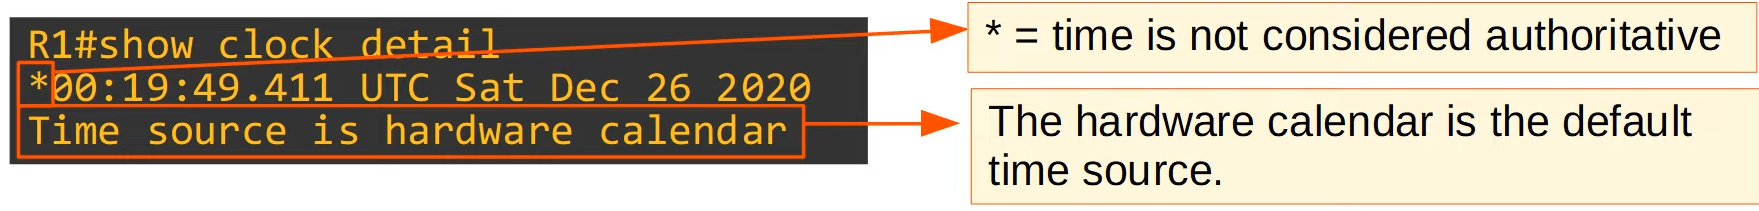 R1#show clock detail
*00:19:49.411 UTC Sat Dec 26 2020
Time source is hardware calendar
* = time is not considered authoritative
The hardware calendar is the default
time source.